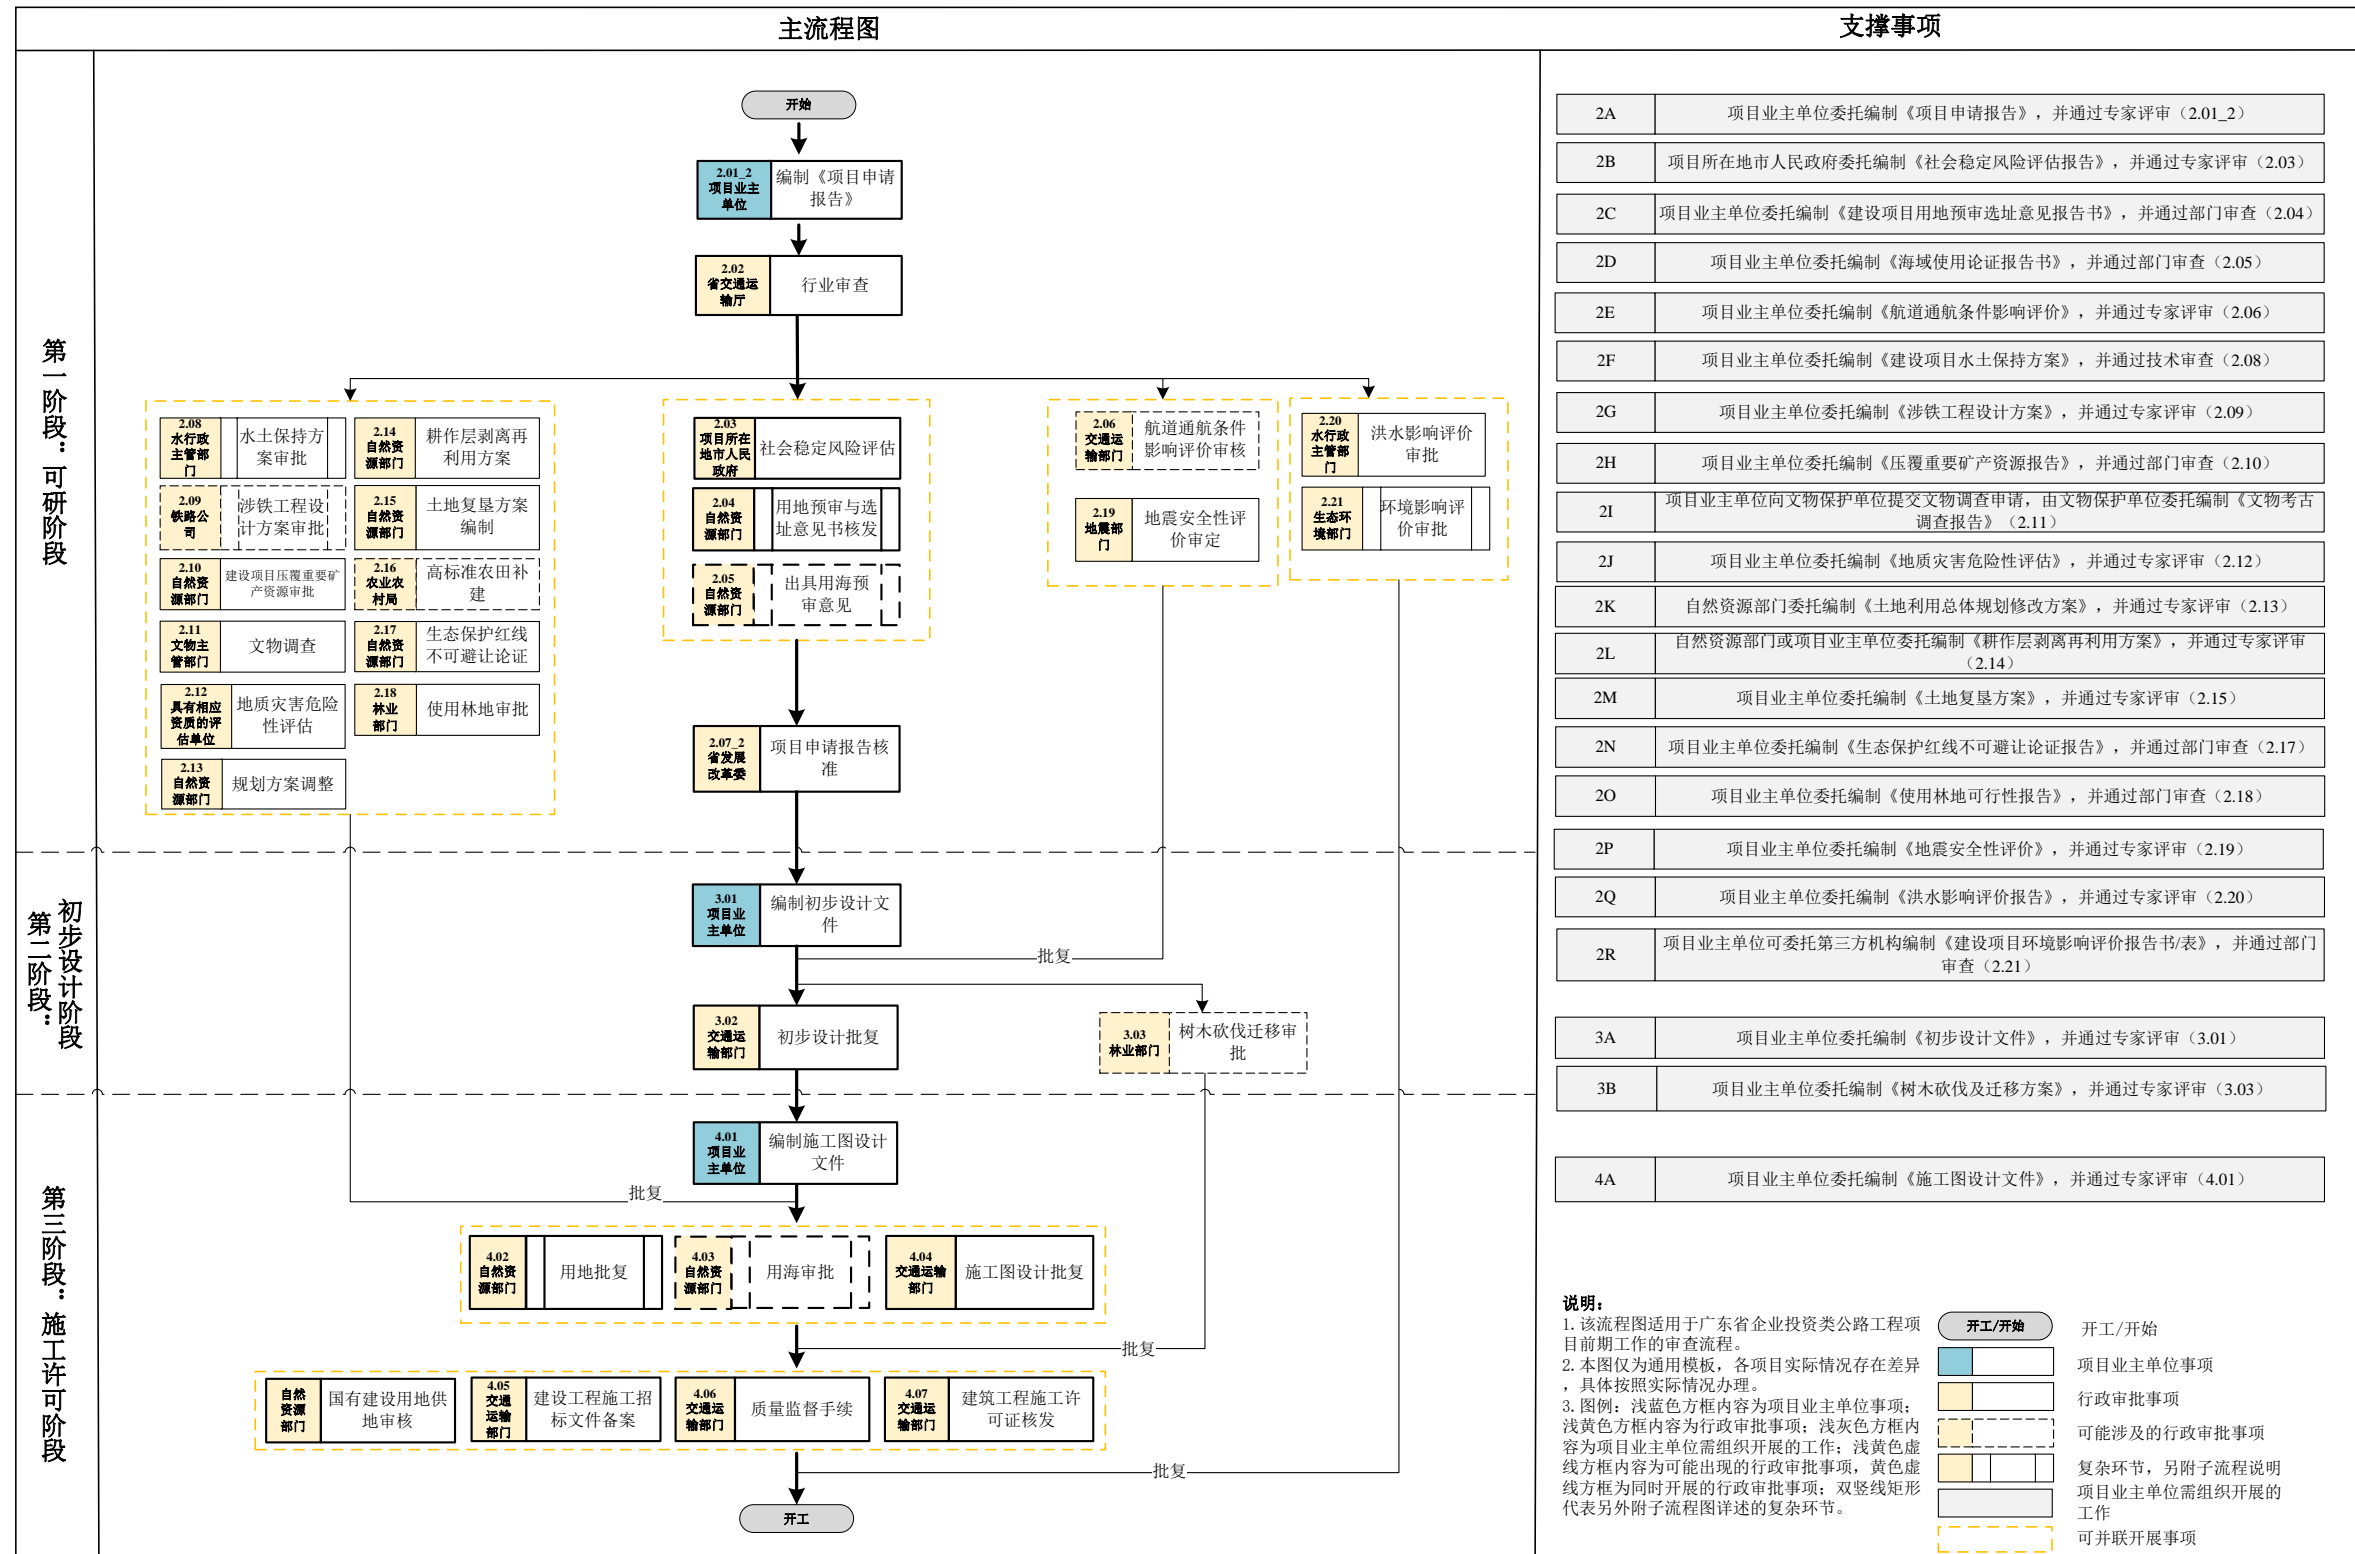 主流程图
支撑事项
第一阶段：可研阶段
开始
2.01_2
项目业主
单位
编制《项目申请
报告》
2.02
省交通运
输厅
行业审查
2.08
水行政
主管部
门
水土保持方
案审批
2.14
自然资
源部门
耕作层剥离再
利用方案
2.09
铁路公
司
涉铁工程设
计方案审批
2.15
自然资
源部门
土地复垦方案
编制
2.10
自然资
源部门
建设项目压覆重要矿
产资源审批
2.16
农业农
村局
高标准农田补
建
2.11
文物主
管部门
文物调查
2.17
自然资
源部门
生态保护红线
不可避让论证
2.12
具有相应
资质的评
估单位
地质灾害危险
性评估
2.18
林业
部门
使用林地审批
2.13
自然资
源部门
规划方案调整
2.03
项目所在
地市人民
政府
社会稳定风险评估
2.04
自然资
源部门
用地预审与选
址意见书核发
2.05
自然资
源部门
出具用海预
审意见
2.06
交通运
输部门
航道通航条件
影响评价审核
2.19
地震部
门
地震安全性评
价审定
2.20
水行政
主管部
门
洪水影响评价
审批
2.21
生态环
境部门
环境影响评
价审批
2.07_2
省发展
改革委
项目申请报告核
准
第二阶段：
初步设计阶段
3.01
项目业
主单位
编制初步设计文
件
批复
3.02
交通运
输部门
初步设计批复
3.03
林业部门
树木砍伐迁移审
批
第三阶段：施工许可阶段
4.01
项目业
主单位
编制施工图设计
文件
批复
4.02
自然资
源部门
用地批复
4.03
自然资
源部门
用海审批
4.04
交通运输
部门
施工图设计批复
批复
自然
资源
部门
国有建设用地供
地审核
4.05
交通
运输
部门
建设工程施工招
标文件备案
4.06
交通运
输部门
质量监督手续
4.07
交通运
输部门
建筑工程施工许
可证核发
批复
开工
2A 项目业主单位委托编制《项目申请报告》，并通过专家评审（2.01_2）
2B 项目所在地市人民政府委托编制《社会稳定风险评估报告》，并通过专家评审（2.03）
2C 项目业主单位委托编制《建设项目用地预审选址意见报告书》，并通过部门审查（2.04）
2D 项目业主单位委托编制《海域使用论证报告书》，并通过部门审查（2.05）
2E 项目业主单位委托编制《航道通航条件影响评价》，并通过专家评审（2.06）
2F 项目业主单位委托编制《建设项目水土保持方案》，并通过技术审查（2.08）
2G 项目业主单位委托编制《涉铁工程设计方案》，并通过专家评审（2.09）
2H 项目业主单位委托编制《压覆重要矿产资源报告》，并通过部门审查（2.10）
2I 项目业主单位向文物保护单位提交文物调查申请，由文物保护单位委托编制《文物考古
调查报告》（2.11）
2J 项目业主单位委托编制《地质灾害危险性评估》，并通过专家评审（2.12）
2K 自然资源部门委托编制《土地利用总体规划修改方案》，并通过专家评审（2.13）
2L 自然资源部门或项目业主单位委托编制《耕作层剥离再利用方案》，并通过专家评审
（2.14）
2M 项目业主单位委托编制《土地复垦方案》，并通过专家评审（2.15）
2N 项目业主单位委托编制《生态保护红线不可避让论证报告》，并通过部门审查（2.17）
2O 项目业主单位委托编制《使用林地可行性报告》，并通过部门审查（2.18）
2P 项目业主单位委托编制《地震安全性评价》，并通过专家评审（2.19）
2Q 项目业主单位委托编制《洪水影响评价报告》，并通过专家评审（2.20）
2R 项目业主单位可委托第三方机构编制《建设项目环境影响评价报告书/表》，并通过部门
审查（2.21）
3A 项目业主单位委托编制《初步设计文件》，并通过专家评审（3.01）
3B 项目业主单位委托编制《树木砍伐及迁移方案》，并通过专家评审（3.03）
4A 项目业主单位委托编制《施工图设计文件》，并通过专家评审（4.01）
说明：
1.该流程图适用于广东省企业投资类公路工程项
目前期工作的审查流程。
2.本图仅为通用模板，各项目实际情况存在差异
，具体按照实际情况办理。
3.图例：浅蓝色方框内容为项目业主单位事项；
浅黄色方框内容为行政审批事项；浅灰色方框内
容为项目业主单位需组织开展的工作；浅黄色虚
线方框内容为可能出现的行政审批事项，黄色虚
线方框为同时开展的行政审批事项；双竖线矩形
代表另外附子流程图详述的复杂环节。
开工/开始
开工/开始
项目业主单位事项
行政审批事项
可能涉及的行政审批事项
复杂环节，另附子流程说明
项目业主单位需组织开展的
工作
可并联开展事项